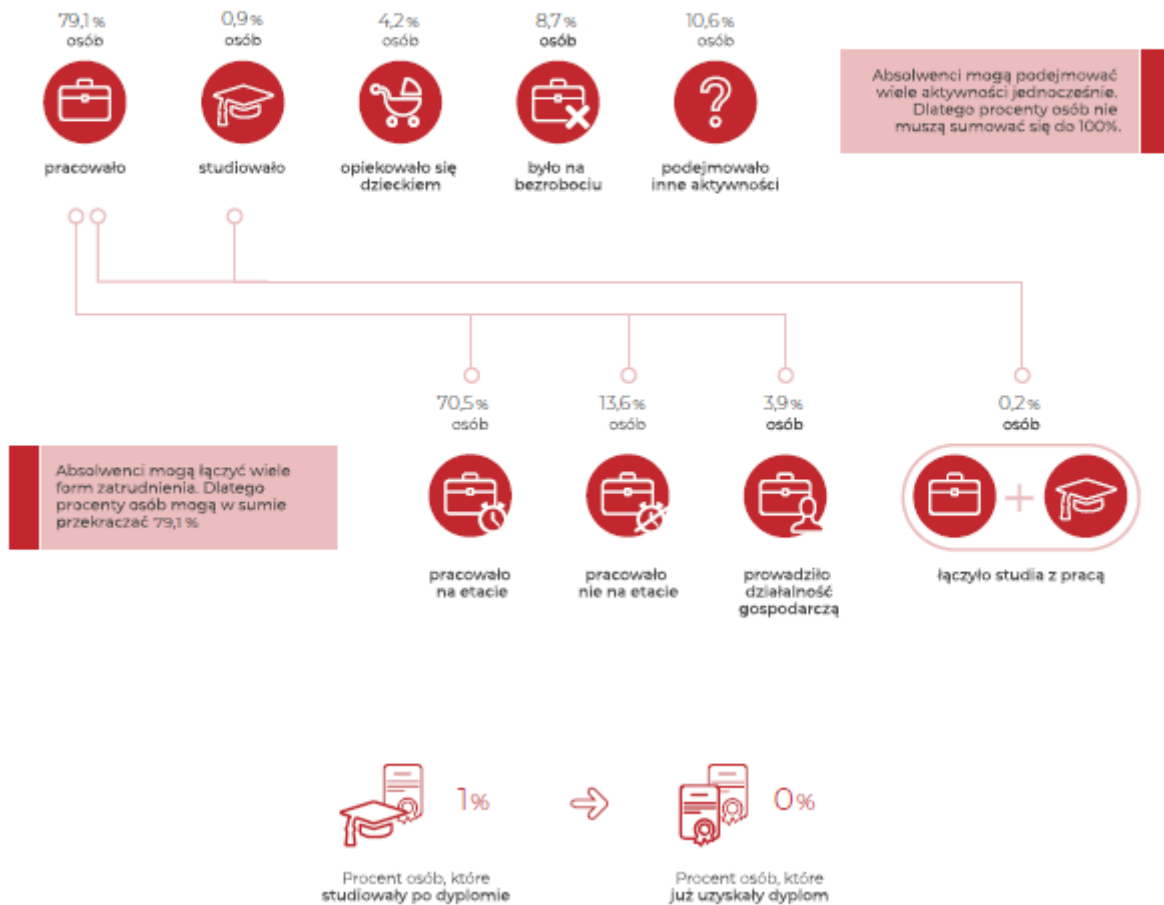 79,1 %
osób
pracowało
0,9 %
osób
studiowało
4,2 %
osób
opiekowało się
dzieckiem
8,7 %
osób
było na
bezrobociu
10,6 %
osób
?
podejmowało
inne aktywności
Absolwenci mogą podejmować
wiele aktywności jednocześnie.
Dlatego procenty osób nie
muszą sumować się do 100%.
Absolwenci mogą łączyć wiele
form zatrudnienia. Dlatego
procenty osób mogą w sumie
przekraczać 79,1 %
70,5 %
osób
pracowało
na etacie
13,6 %
osób
pracowało
nie na etacie
3,9 %
osób
prowadziło
działalność
gospodarczą
0,2 %
osób
+
łączyło studia z pracą
1 %
Procent osób, które
studiowały po dyplomie
0 %
Procent osób, które
już uzyskały dyplom